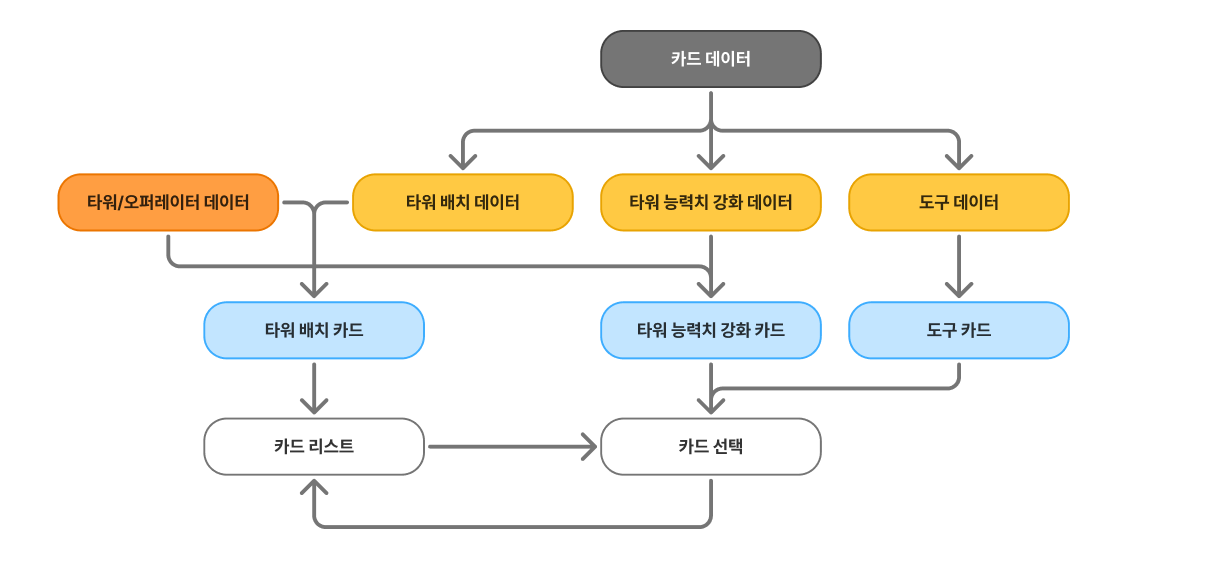 카드 데이터
타워/오퍼레이터 데이터
타워 배치 데이터
타워 능력치 강화 데이터
도구 데이터
타워 배치 카드
타워 능력치 강화 카드
도구 카드
카드 리스트
카드 선택